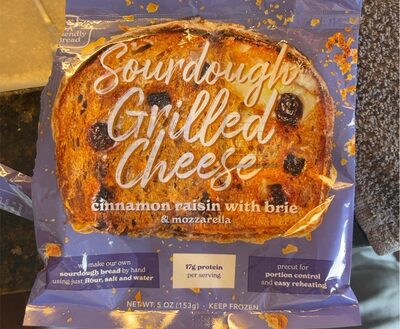 friendly
bread
Sourdough
Grilled
Cheese
cinnamon raisin with brie
& mozzarella
we make our own
sourdough bread by hand
using just flour, salt and water
17g protein
per serving
precut for
portion control
and easy reheating
NET WT. 5 OZ (153g) · KEEP FROZEN